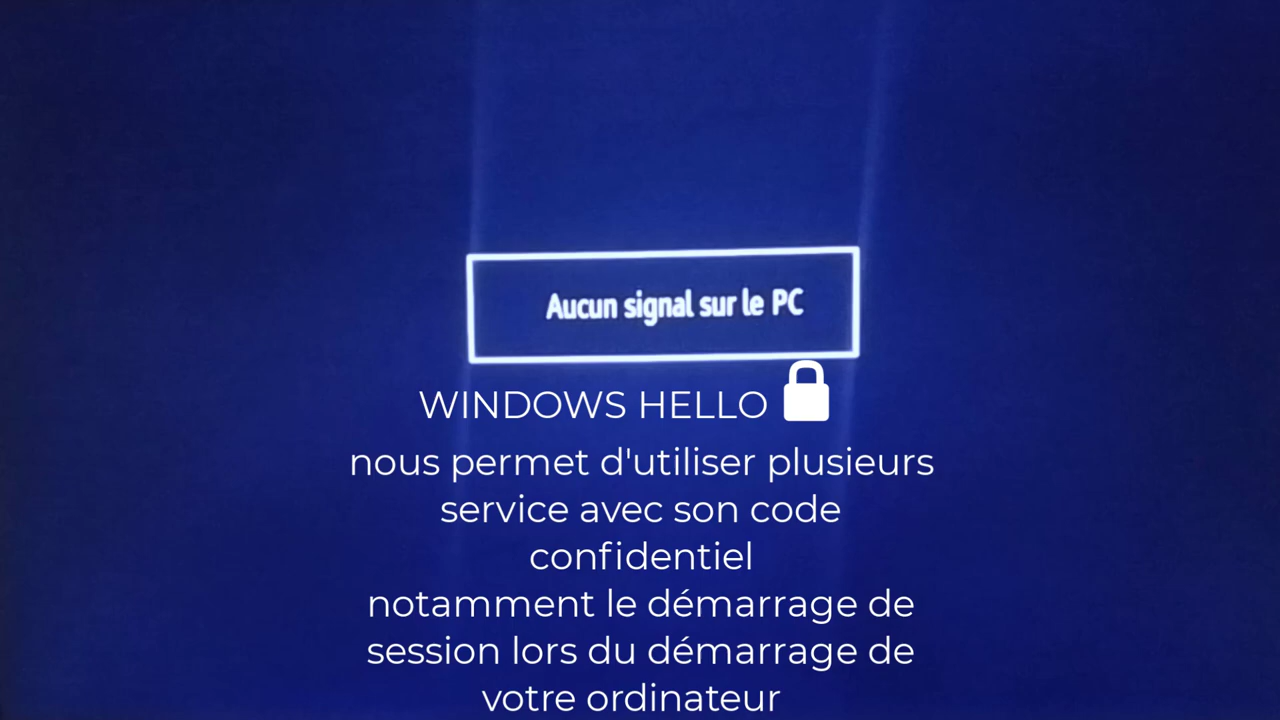 Aucun signal sur le PC
WINDOWS HELLO
nous permet d'utiliser plusieurs
service avec son code
confidentiel
notamment le démarrage de
session lors du démarrage de
votre ordinateur